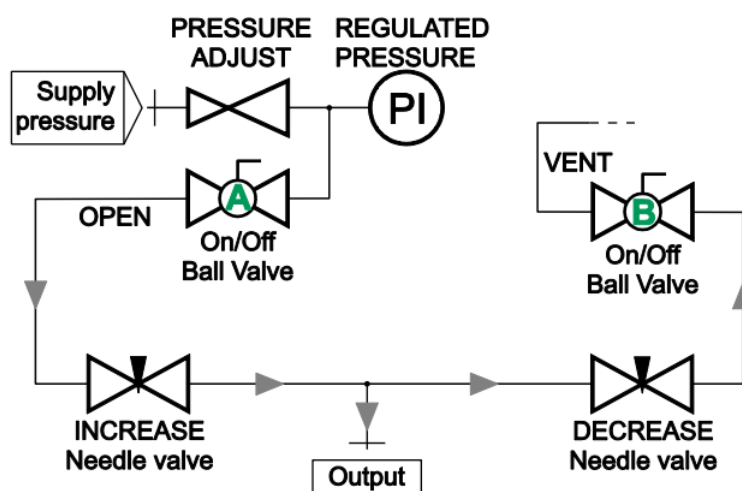 PRESSURE
ADJUST
REGULATED
PRESSURE
Supply
pressure
PI
VENT
A
B
OPEN
On/Off
Ball Valve
On/Off
Ball Valve
INCREASE
Needle valve
DECREASE
Needle valve
Output